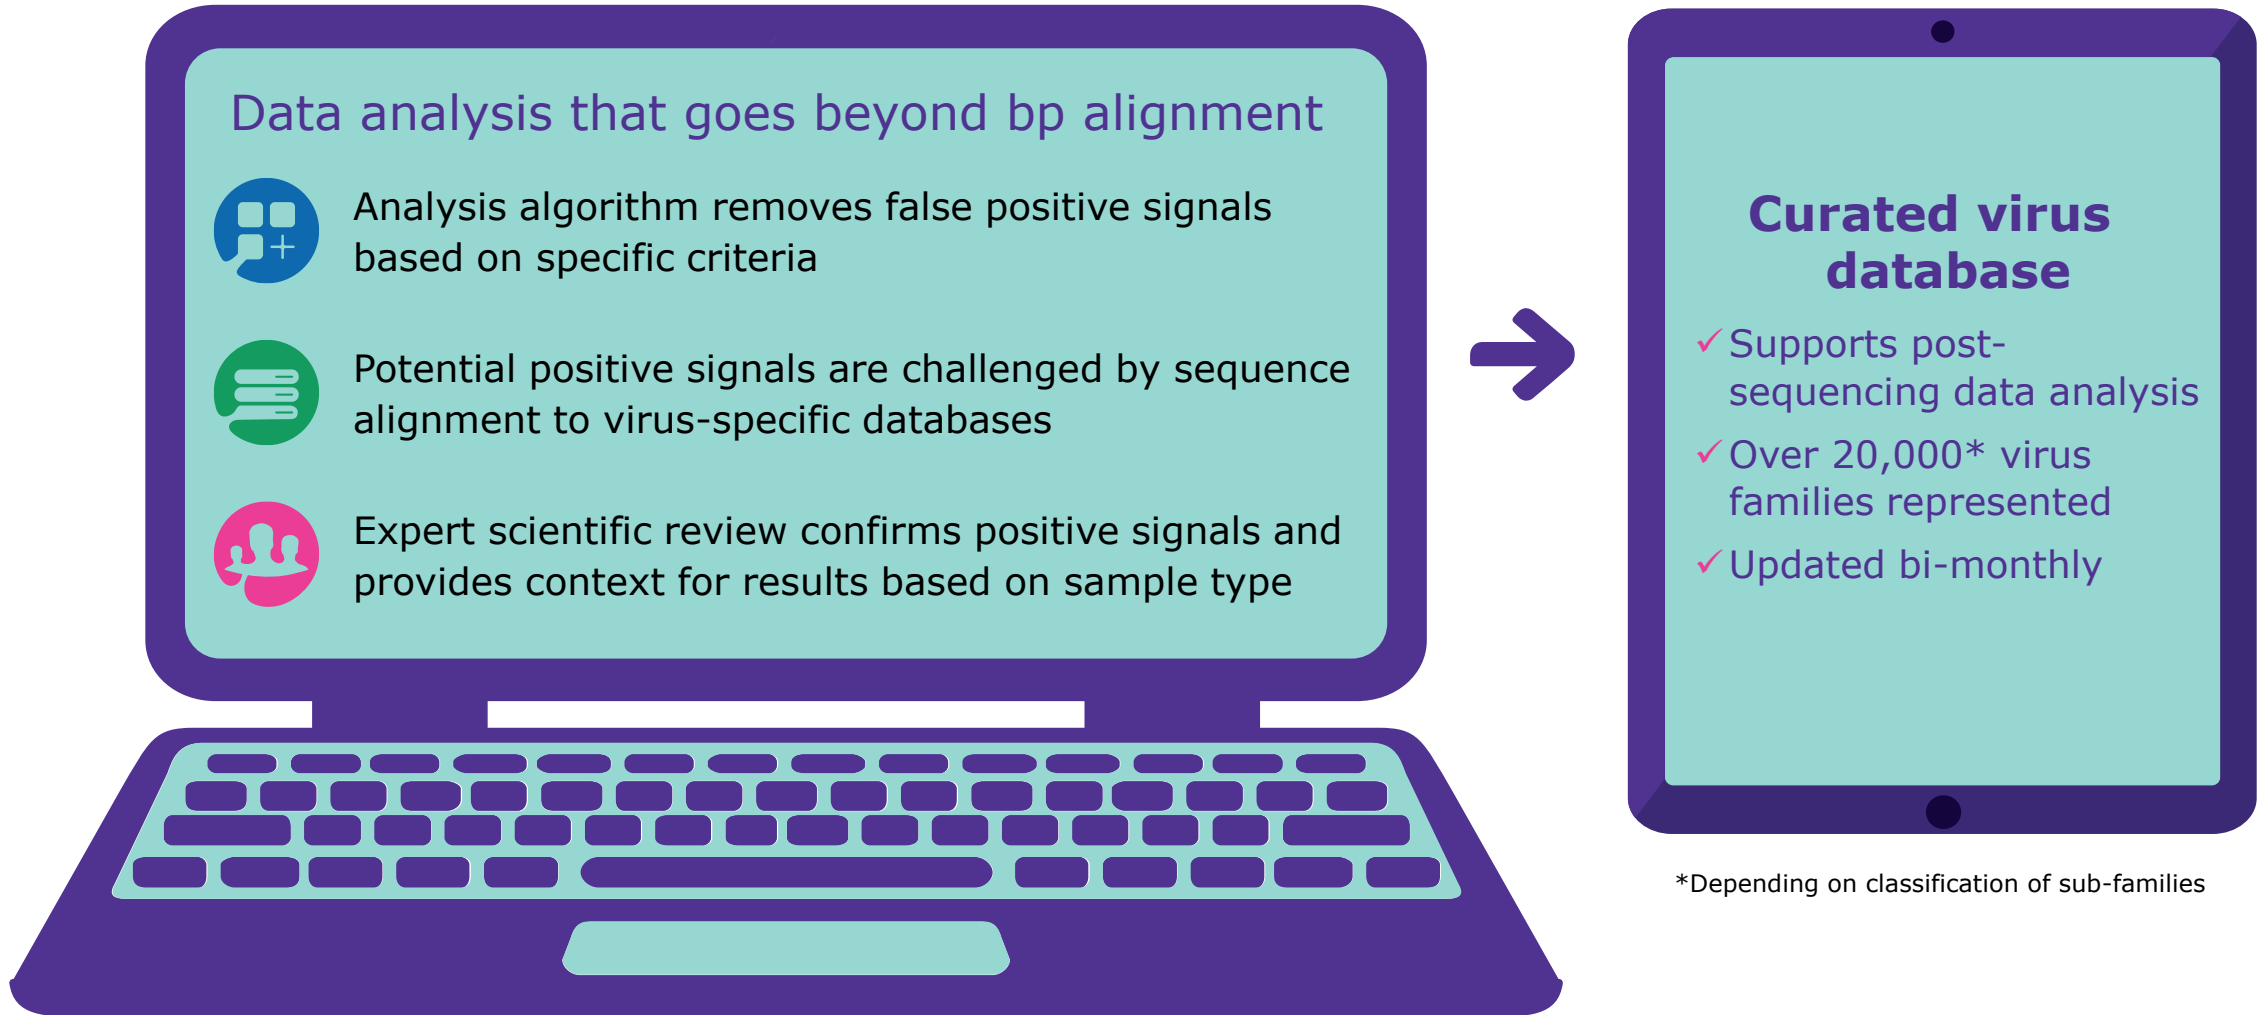 Data analysis that goes beyond bp alignment
Analysis algorithm removes false positive signals
based on specific criteria
Potential positive signals are challenged by sequence
alignment to virus-specific databases
Expert scientific review confirms positive signals and
provides context for results based on sample type
Curated virus
database
✓ Supports post-
sequencing data analysis
✓ Over 20,000* virus
families represented
✓ Updated bi-monthly
*Depending on classification of sub-families